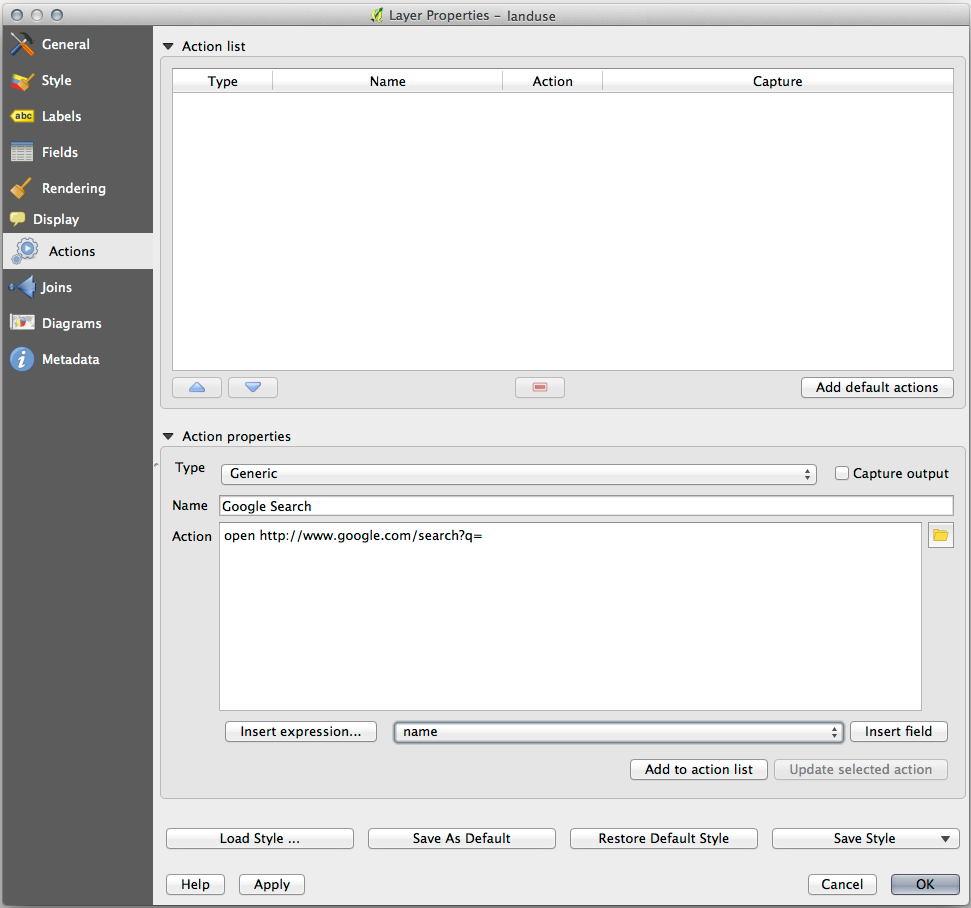 Layer Properties - landuse
General
Style
abc Labels
Fields
Rendering
Display
Actions
Joins
Diagrams
i Metadata
Action list
Type Name Action Capture
Add default actions
Action properties
Type Generic Capture output
Name Google Search
Action open http://www.google.com/search?q=
Insert expression... name Insert field
Add to action list Update selected action
Load Style ... Save As Default Restore Default Style Save Style
Help Apply Cancel OK